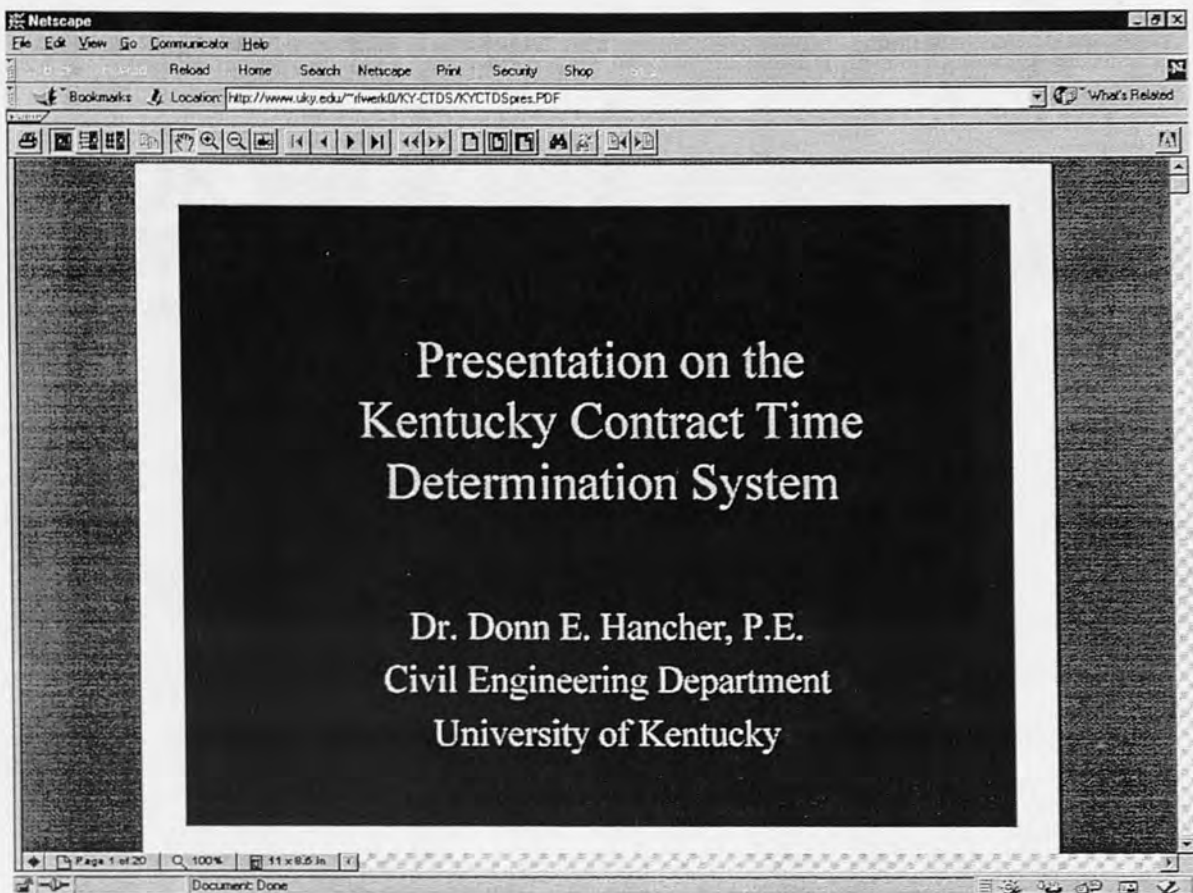 Netscape
File Edit View Go Communicator Help
Reload Home Search Netscape Print Security Shop
Bookmarks Location: http://www.uky.edu/~rfwerk0/KY-CTDS/KYCTDSpres.PDF What's Related
Presentation on the
Kentucky Contract Time
Determination System
Dr. Donn E. Hancher, P.E.
Civil Engineering Department
University of Kentucky
Page 1 of 20 100% 11 x 8.5 in
Document: Done